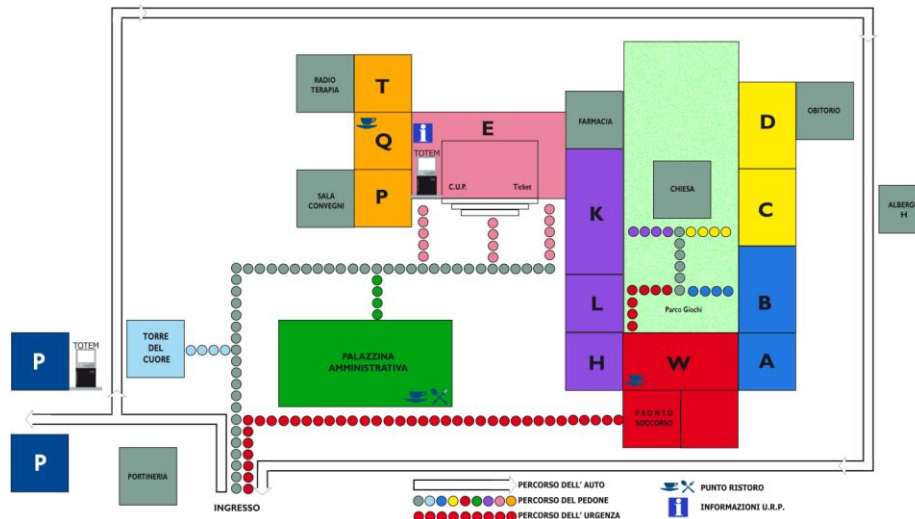 RADIO
TERAPIA
T
Q
P
SALA
CONVEGNI
i
TOTEM
E
C.U.P.
Ticket
FARMACIA
K
L
H
CHIESA
Parco Giochi
D
OBITORIO
C
B
A
W
PRONTO
SOCCORSO
ALBERGO
H
P
TOTEM
TORRE
DEL
CUORE
PALAZZINA
AMMINISTRATIVA
P
PORTINERIA
INGRESSO
PERCORSO DELL' AUTO
PERCORSO DEL PEDONE
PERCORSO DELL' URGENZA
PUNTO RISTORO
i
INFORMAZIONI U.R.P.